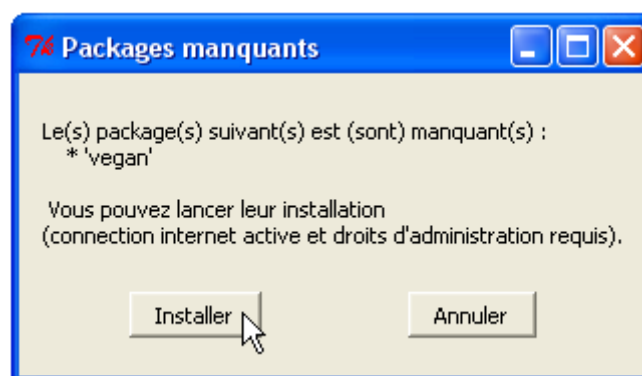 7k Packages manquants
Le(s) package(s) suivant(s) est (sont) manquant(s) :
* 'vegan'
Vous pouvez lancer leur installation
(connection internet active et droits d'administration requis).
Installer
Annuler